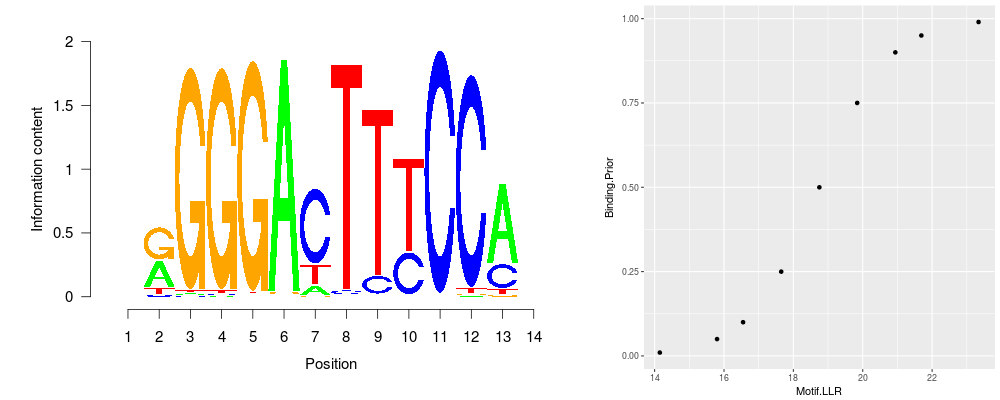 Information content
2
1.5
1
0.5
0
G A T
G
G
G
A
C T A
T
T C
T C
C
C T
A C T
1 2 3 4 5 6 7 8 9 10 11 12 13 14
Position
Binding.Prior
1.00
0.75
0.50
0.25
0.00
14 16 18 20 22
Motif.LLR